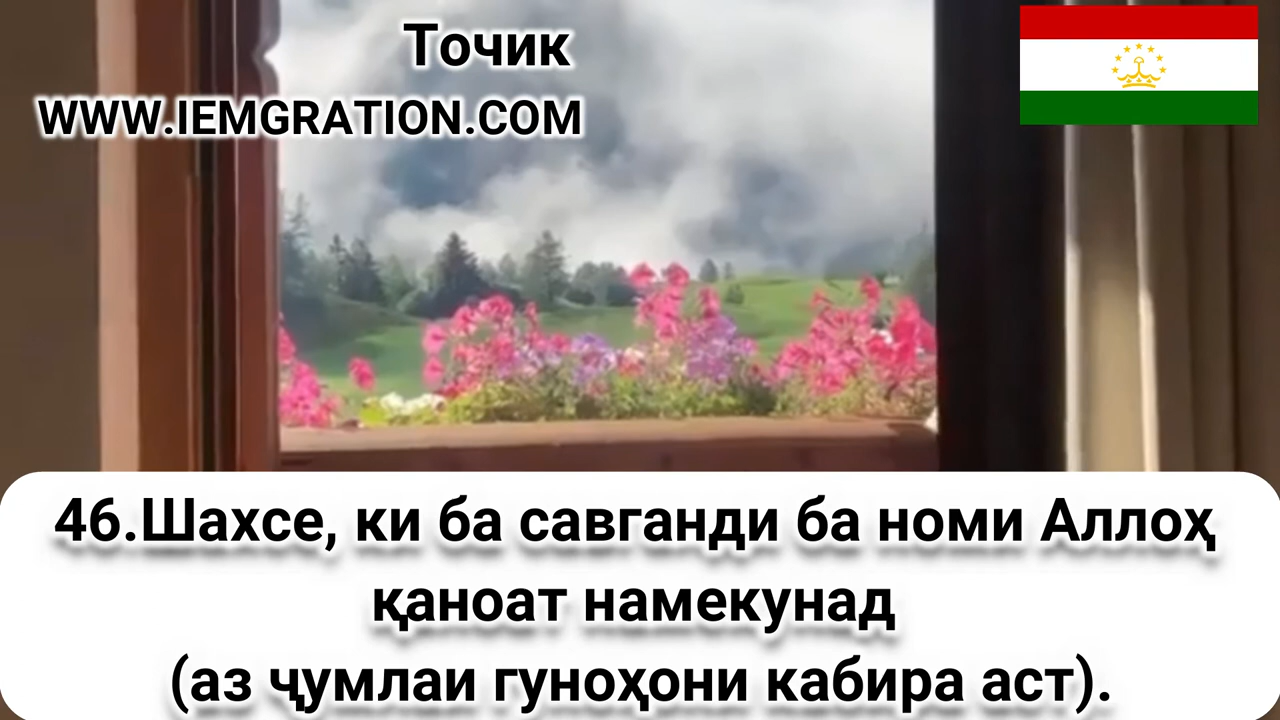 Точик
WWW.IEMGRATION.COM
46.Шахсе, ки ба савганди ба номи Аллоҳ
қаноат намекунад
(аз ҷумлаи гуноҳони кабира аст).